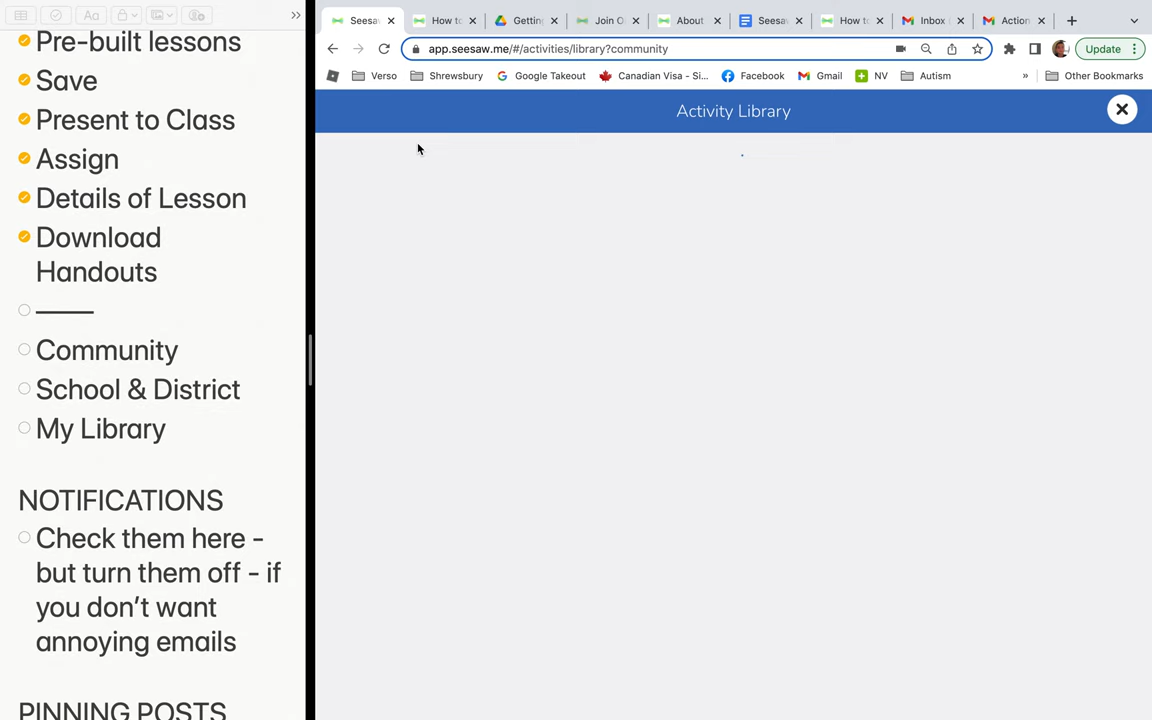 Pre-built lessons
Save
Present to Class
Assign
Details of Lesson
Download
Handouts
Community
School & District
My Library
NOTIFICATIONS
Check them here -
but turn them off - if
you don't want
annoying emails
PINNING POSTS
Seesaw
How to
Getting
Join O
About
Seesaw
How to
Inbox
Action
app.seesaw.me/#/activities/library?community
Update
Verso
Shrewsbury
Google Takeout
Canadian Visa - Si...
Facebook
Gmail
NV
Autism
»
Other Bookmarks
Activity Library